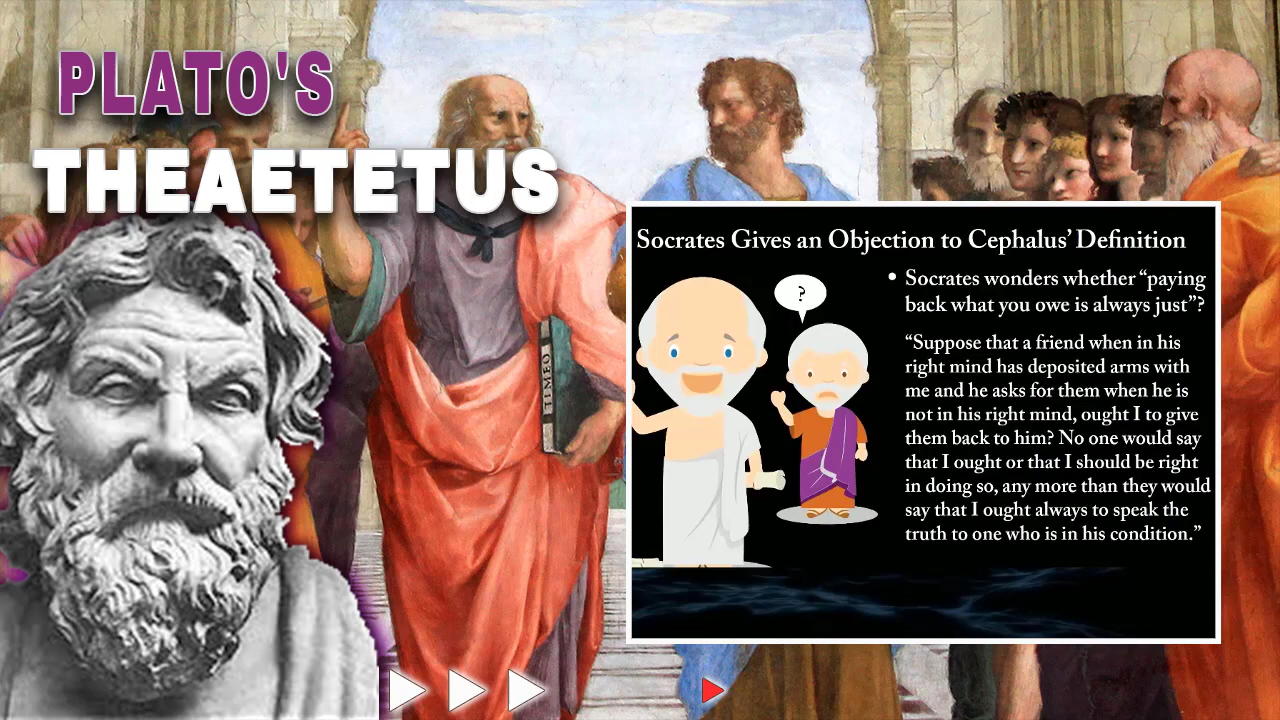 PLATO'S
THEAETETUS
TIMEO
Socrates Gives an Objection to Cephalus' Definition
?
• Socrates wonders whether “paying
back what you owe is always just”?
“Suppose that a friend when in his
right mind has deposited arms with
me and he asks for them when he is
not in his right mind, ought I to give
them back to him? No one would say
that I ought or that I should be right
in doing so, any more than they would
say that I ought always to speak the
truth to one who is in his condition.”